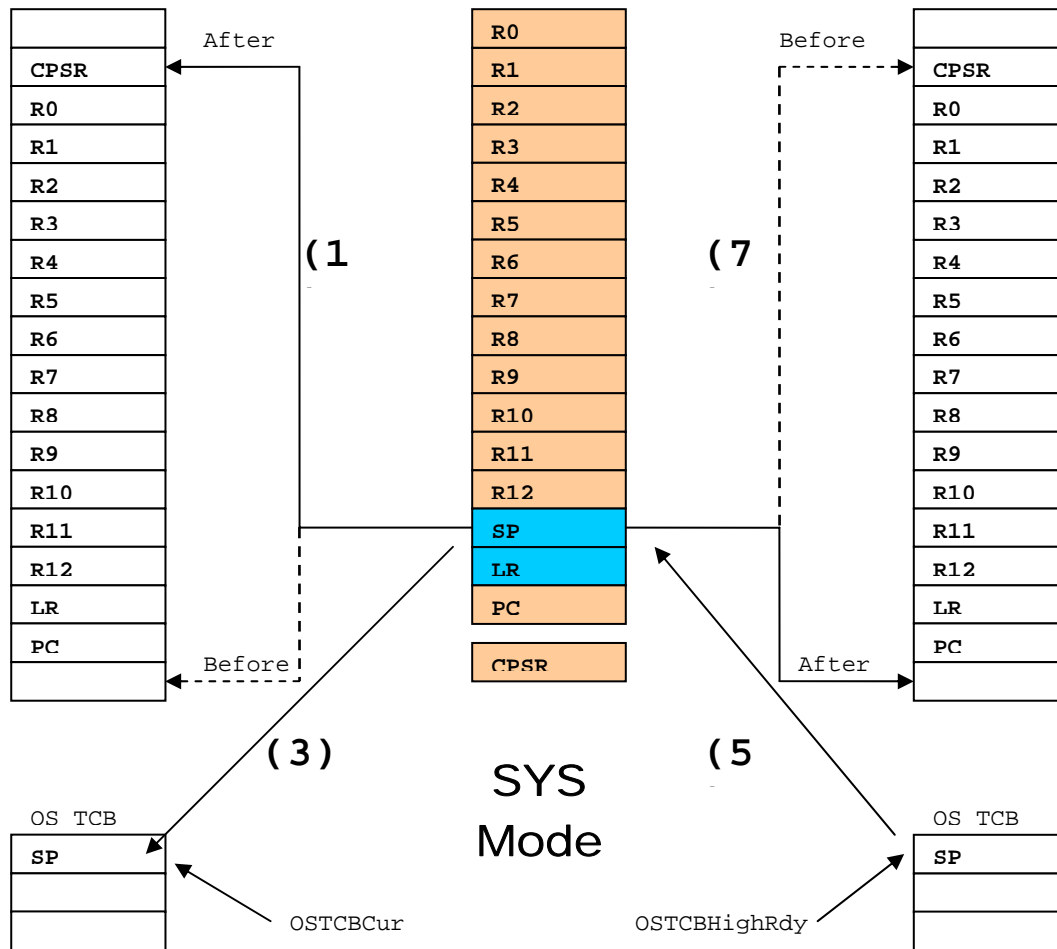 After
CPSR
R0
R1
R2
R3
R4
R5
R6
R7
R8
R9
R10
R11
R12
LR
PC
Before
(1
(3)
OS TCB
SP
OSTCBCur
R0
R1
R2
R3
R4
R5
R6
R7
R8
R9
R10
R11
R12
SP
LR
PC
CPSR
SYS
Mode
Before
(7
After
(5
CPSR
R0
R1
R2
R3
R4
R5
R6
R7
R8
R9
R10
R11
R12
LR
PC
OS TCB
SP
OSTCBHighRdy